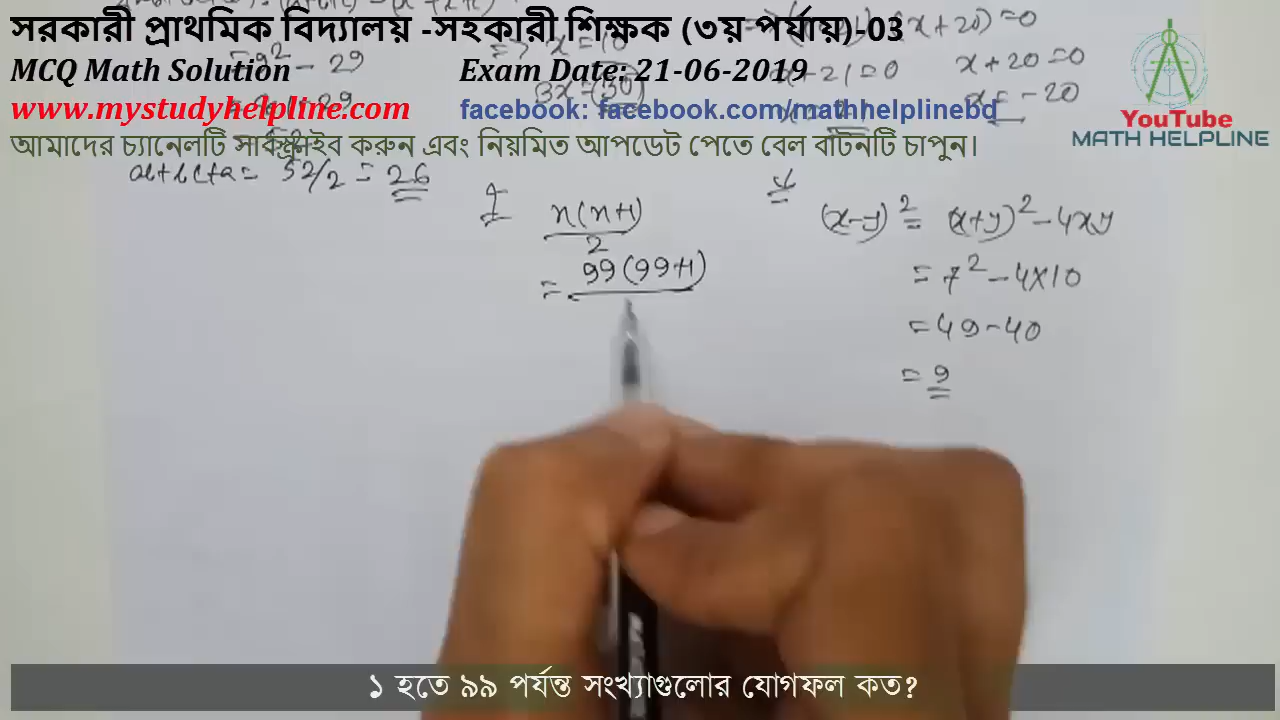 সরকারী প্রাথমিক বিদ্যালয় -সহকারী শিক্ষক (৩য় পর্যায়)-03
MCQ Math Solution Exam Date: 21-06-2019
www.mystudyhelpline.com facebook: facebook.com/mathhelplinebd
আমাদের চ্যানেলটি সাবস্ক্রাইব করুন এবং নিয়মিত আপডেট পেতে বেল বাটনটি চাপুন।
YouTube
MATH HELPLINE
x + 20 = 0
x = - 20
= 52/2 = 26
n(n+1)
2
= 99(99+1)
(x-y)² = (x+y)² - 4xy
= 7² - 4×10
= 49 - 40
= 9
১ হতে ৯৯ পর্যন্ত সংখ্যাগুলোর যোগফল কত?